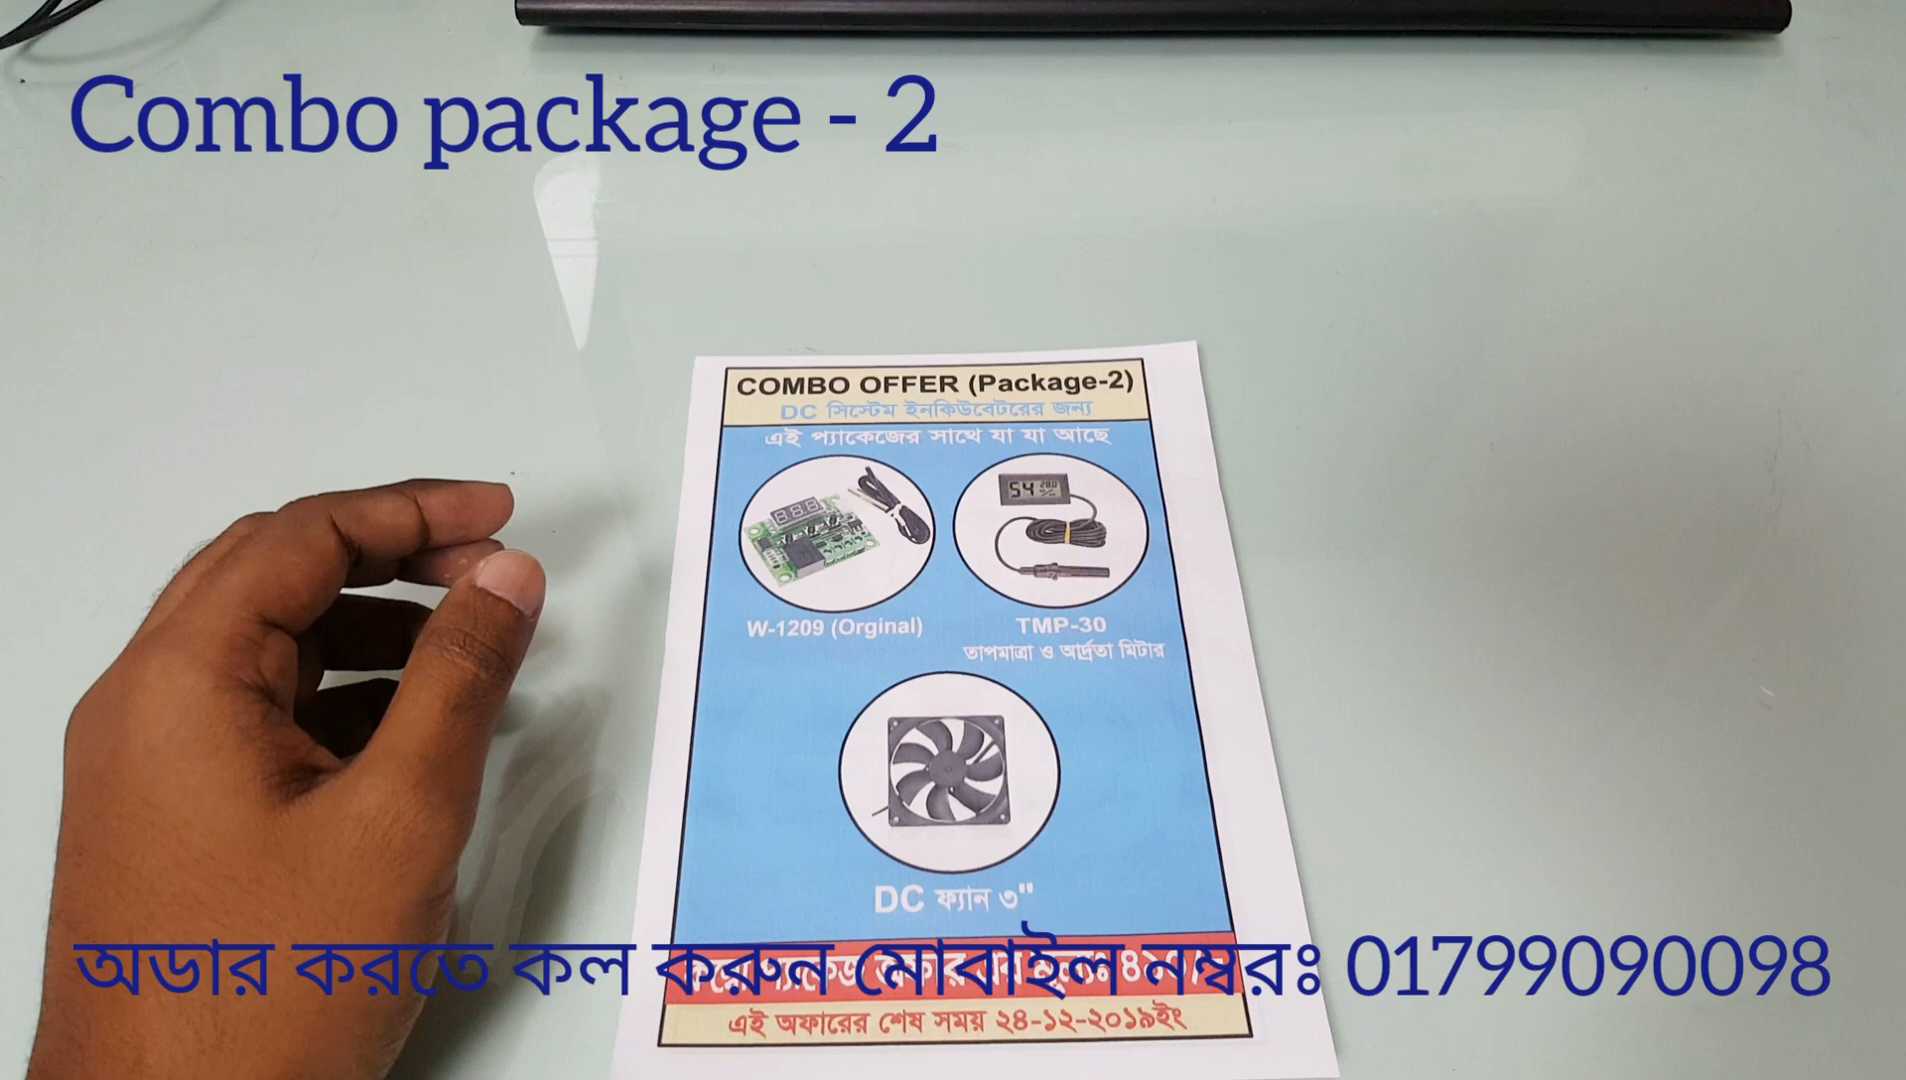 Combo package - 2
COMBO OFFER (Package-2)
DC সিস্টেম ইনকিউবেটরের জন্য
এই প্যাকেজের সাথে যা যা আছে
54
W-1209 (Orginal)
TMP-30
তাপমাত্রা ও আর্দ্রতা মিটার
DC ফ্যান ৩"
অডার করতে কল করুন মোবাইল নম্বরঃ 01799090098
এই অফারের শেষ সময় ২৪-১২-২০১৯ইং